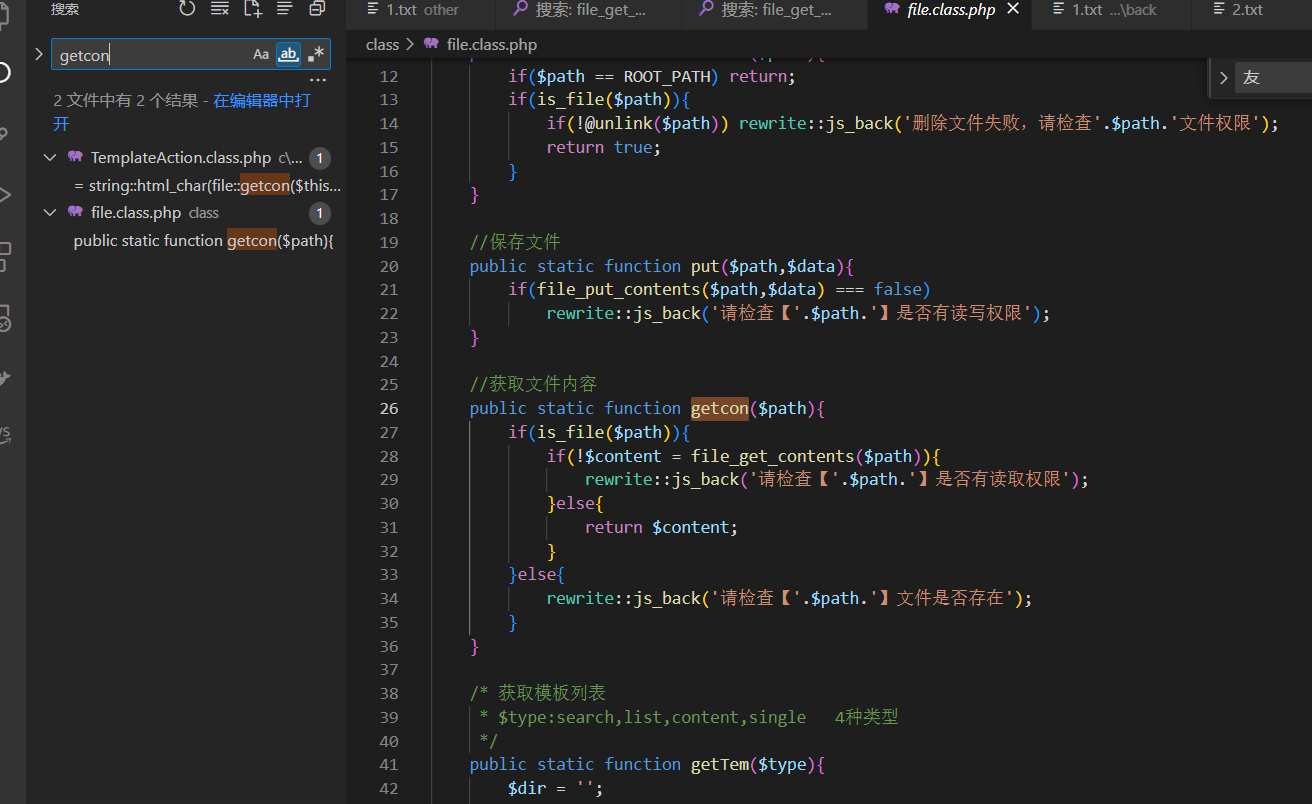 搜索
getcon
Aa ab .*
2 文件中有 2 个结果 - 在编辑器中打
开
TemplateAction.class.php c\... 1
= string::html_char(file::getcon($this...
file.class.php class 1
public static function getcon($path){
1.txt other 搜索: file_get_... 搜索: file_get_... file.class.php 1.txt ...\back 2.txt
class > file.class.php
友
12 if($path == ROOT_PATH) return;
13 if(is_file($path)){
14 if(!@unlink($path)) rewrite::js_back('删除文件失败，请检查'.$path.'文件权限');
15 return true;
16 }
17 }
18
19 //保存文件
20 public static function put($path,$data){
21 if(file_put_contents($path,$data) === false)
22 rewrite::js_back('请检查【'.$path.'】是否有读写权限');
23 }
24
25 //获取文件内容
26 public static function getcon($path){
27 if(is_file($path)){
28 if(!$content = file_get_contents($path)){
29 rewrite::js_back('请检查【'.$path.'】是否有读取权限');
30 }else{
31 return $content;
32 }
33 }else{
34 rewrite::js_back('请检查【'.$path.'】文件是否存在');
35 }
36 }
37
38 /* 获取模板列表
39 * $type:search,list,content,single 4种类型
40 */
41 public static function getTem($type){
42 $dir = '';